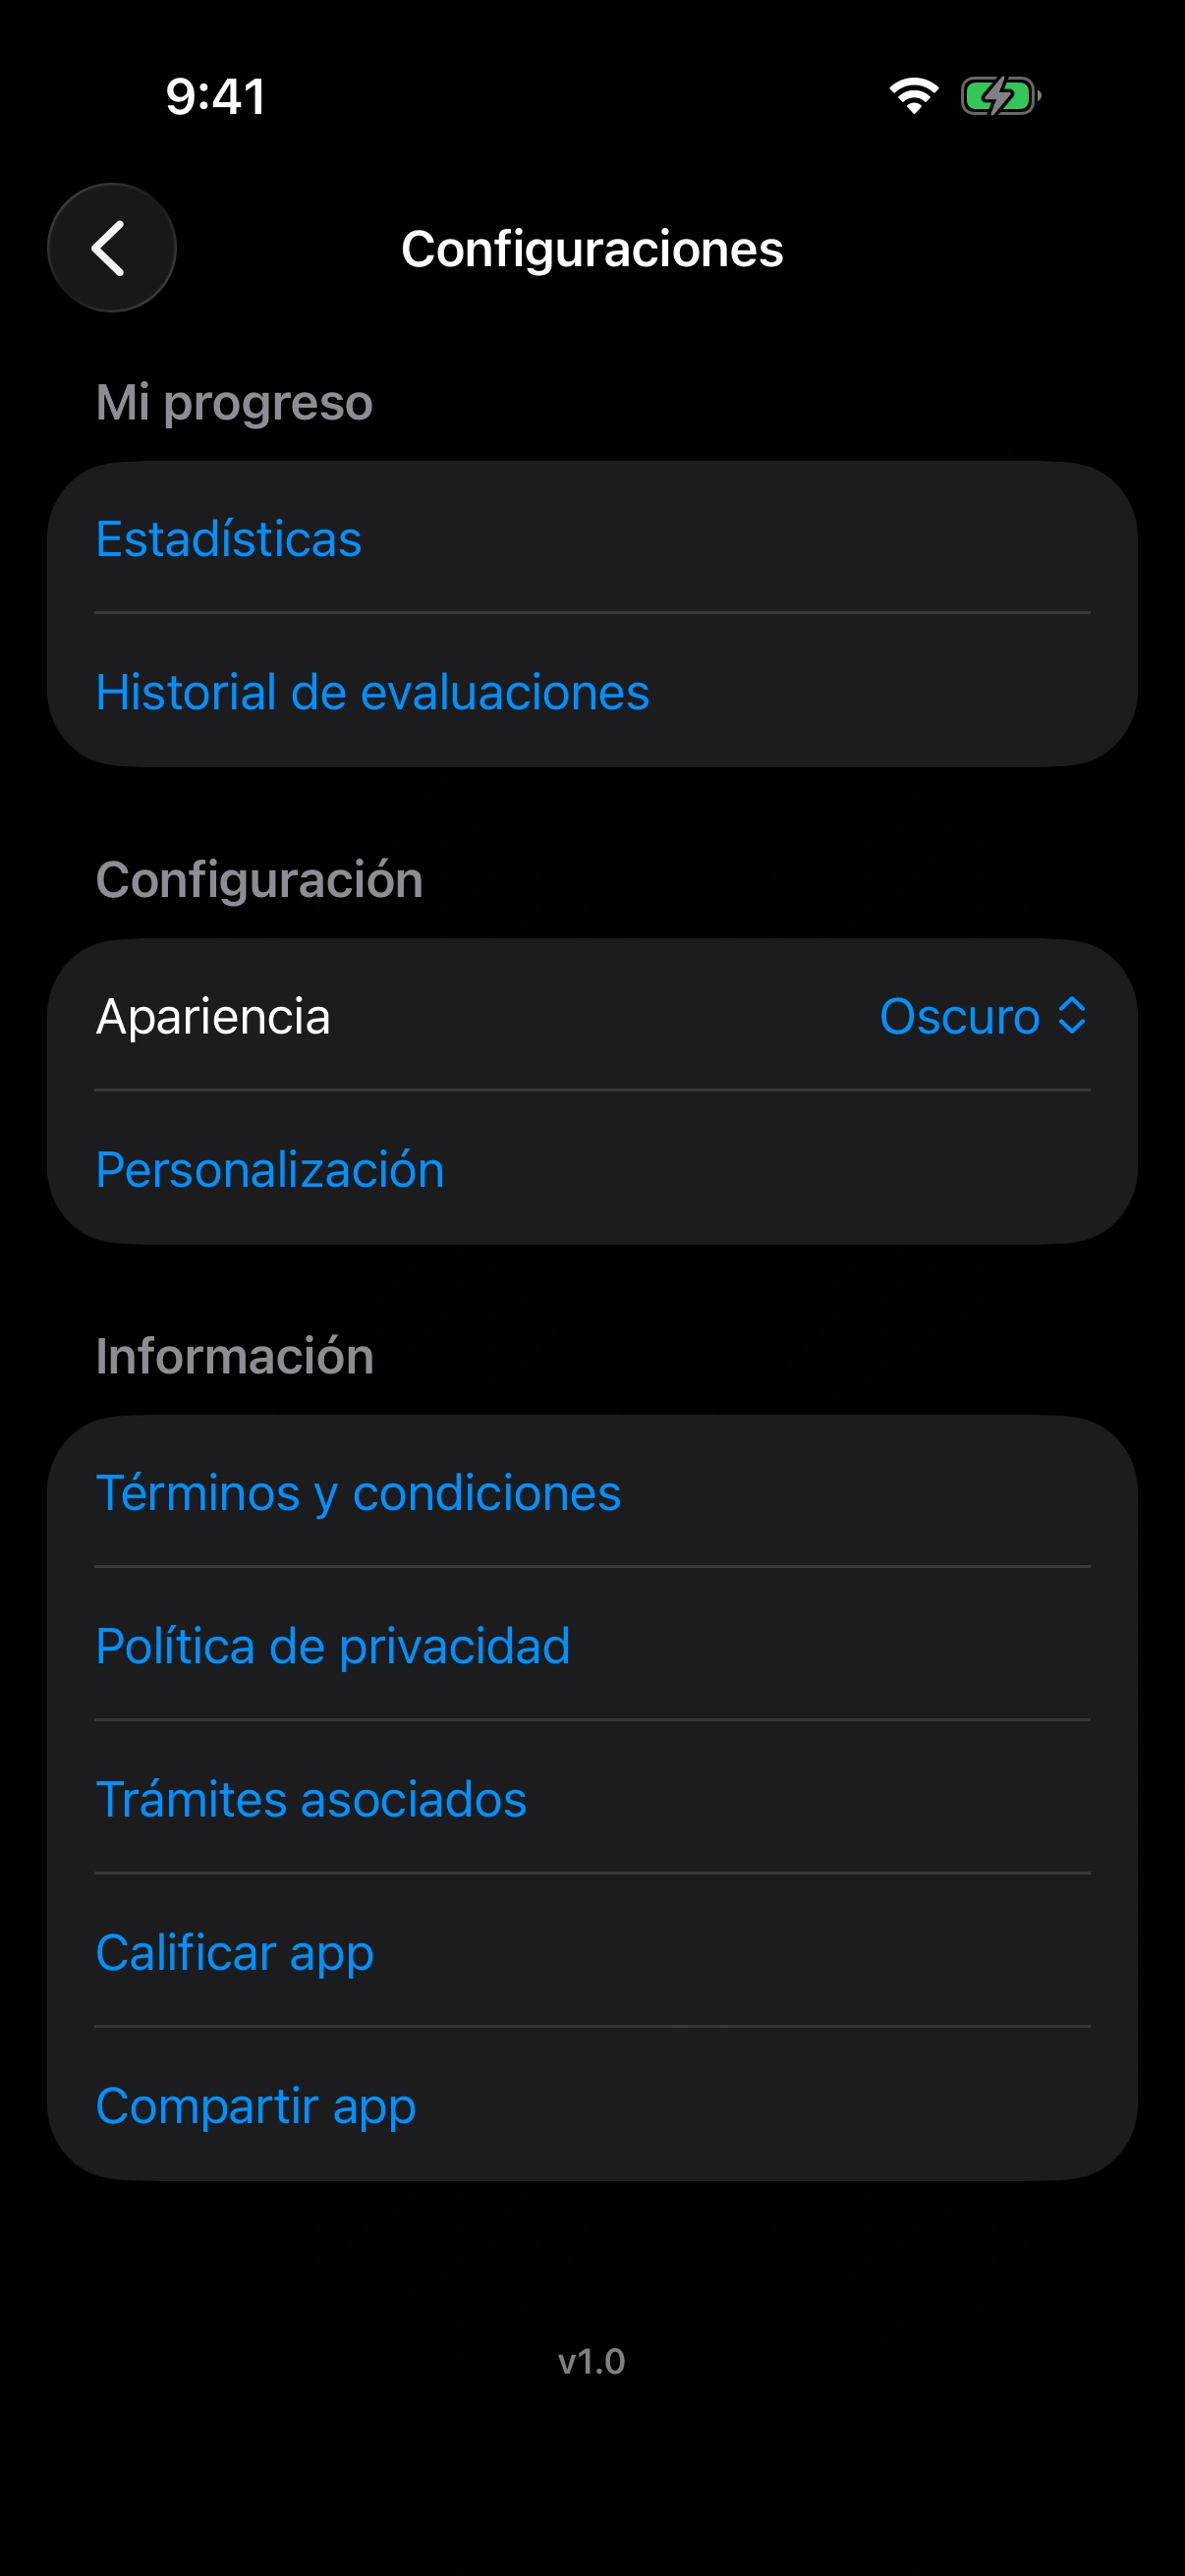 9:41
Configuraciones
Mi progreso
Estadísticas
Historial de evaluaciones
Configuración
Apariencia Oscuro
Personalización
Información
Términos y condiciones
Política de privacidad
Trámites asociados
Calificar app
Compartir app
v1.0